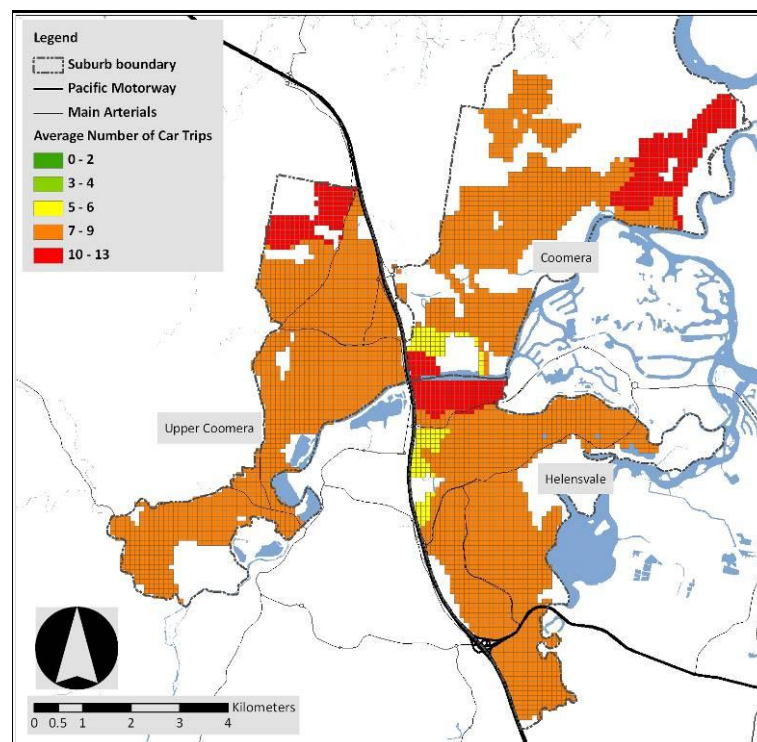 Legend
Suburb boundary
Pacific Motorway
Main Arterials
Average Number of Car Trips
0 - 2
3 - 4
5 - 6
7 - 9
10 - 13
Coomera
Upper Coomera
Helensvale
Kilometers
0 0.5 1 2 3 4